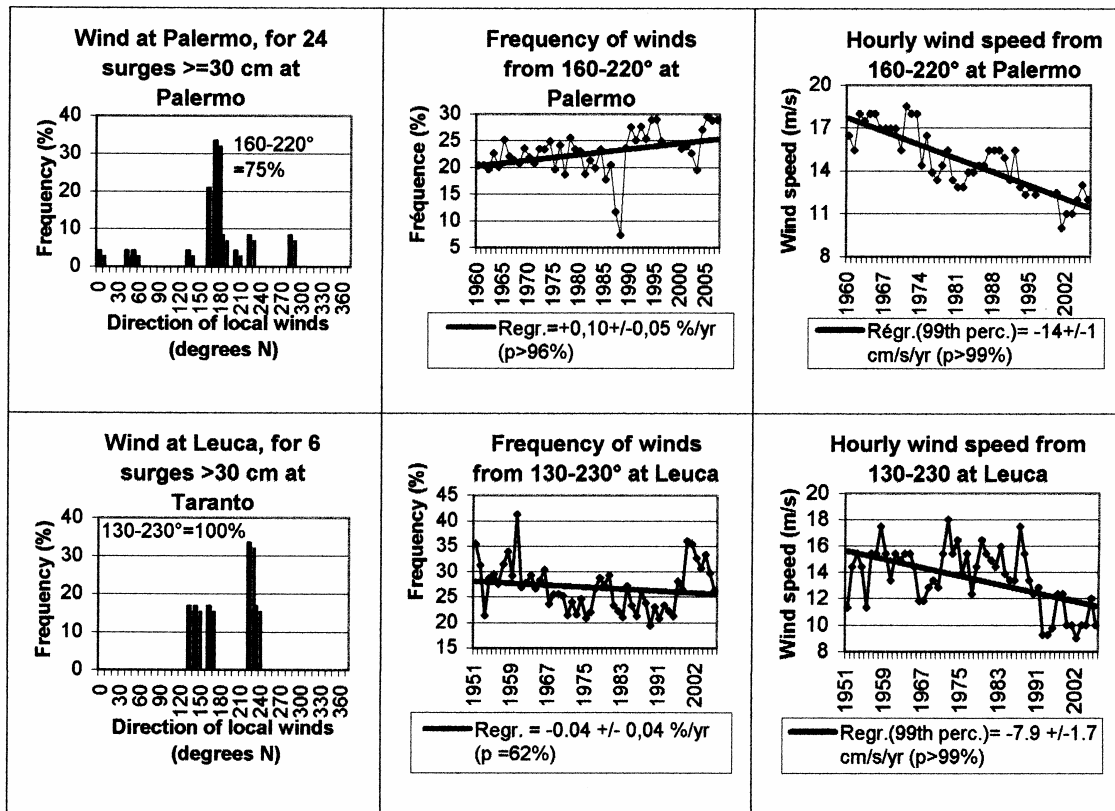 Wind at Palermo, for 24
surges >=30 cm at
Palermo
Frequency (%)
40
30
20
10
0
160-220°
=75%
0
30
60
90
120
150
180
210
240
270
300
330
360
Direction of local winds
(degrees N)
Frequency of winds
from 160-220° at
Palermo
Fréquence (%)
30
25
20
15
10
5
1960
1965
1970
1975
1980
1985
1990
1995
2000
2005
Regr.=+0,10+/-0,05 %/yr
(p>96%)
Hourly wind speed from
160-220° at Palermo
Wind speed (m/s)
20
17
14
11
8
1960
1967
1974
1981
1988
1995
2002
Régr.(99th perc.)= -14+/-1
cm/s/yr (p>99%)
Wind at Leuca, for 6
surges >30 cm at
Taranto
Frequency (%)
40
30
20
10
0
130-230°=100%
0
30
60
90
120
150
180
210
240
270
300
330
360
Direction of local winds
(degrees N)
Frequency of winds
from 130-230° at Leuca
Frequency (%)
45
40
35
30
25
20
15
1951
1959
1967
1975
1983
1991
2002
Regr. = -0.04 +/- 0,04 %/yr
(p =62%)
Hourly wind speed from
130-230 at Leuca
Wind speed (m/s)
20
18
16
14
12
10
8
1951
1959
1967
1975
1983
1991
2002
Regr.(99th perc.)= -7.9 +/-1.7
cm/s/yr (p>99%)